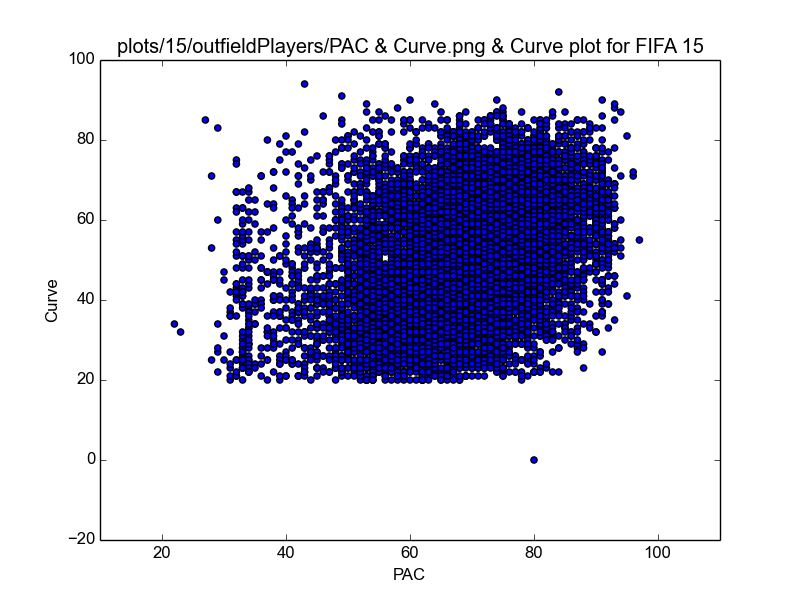 plots/15/outfieldPlayers/PAC & Curve.png & Curve plot for FIFA 15
100
80
60
40
20
0
−20
Curve
20 40 60 80 100
PAC